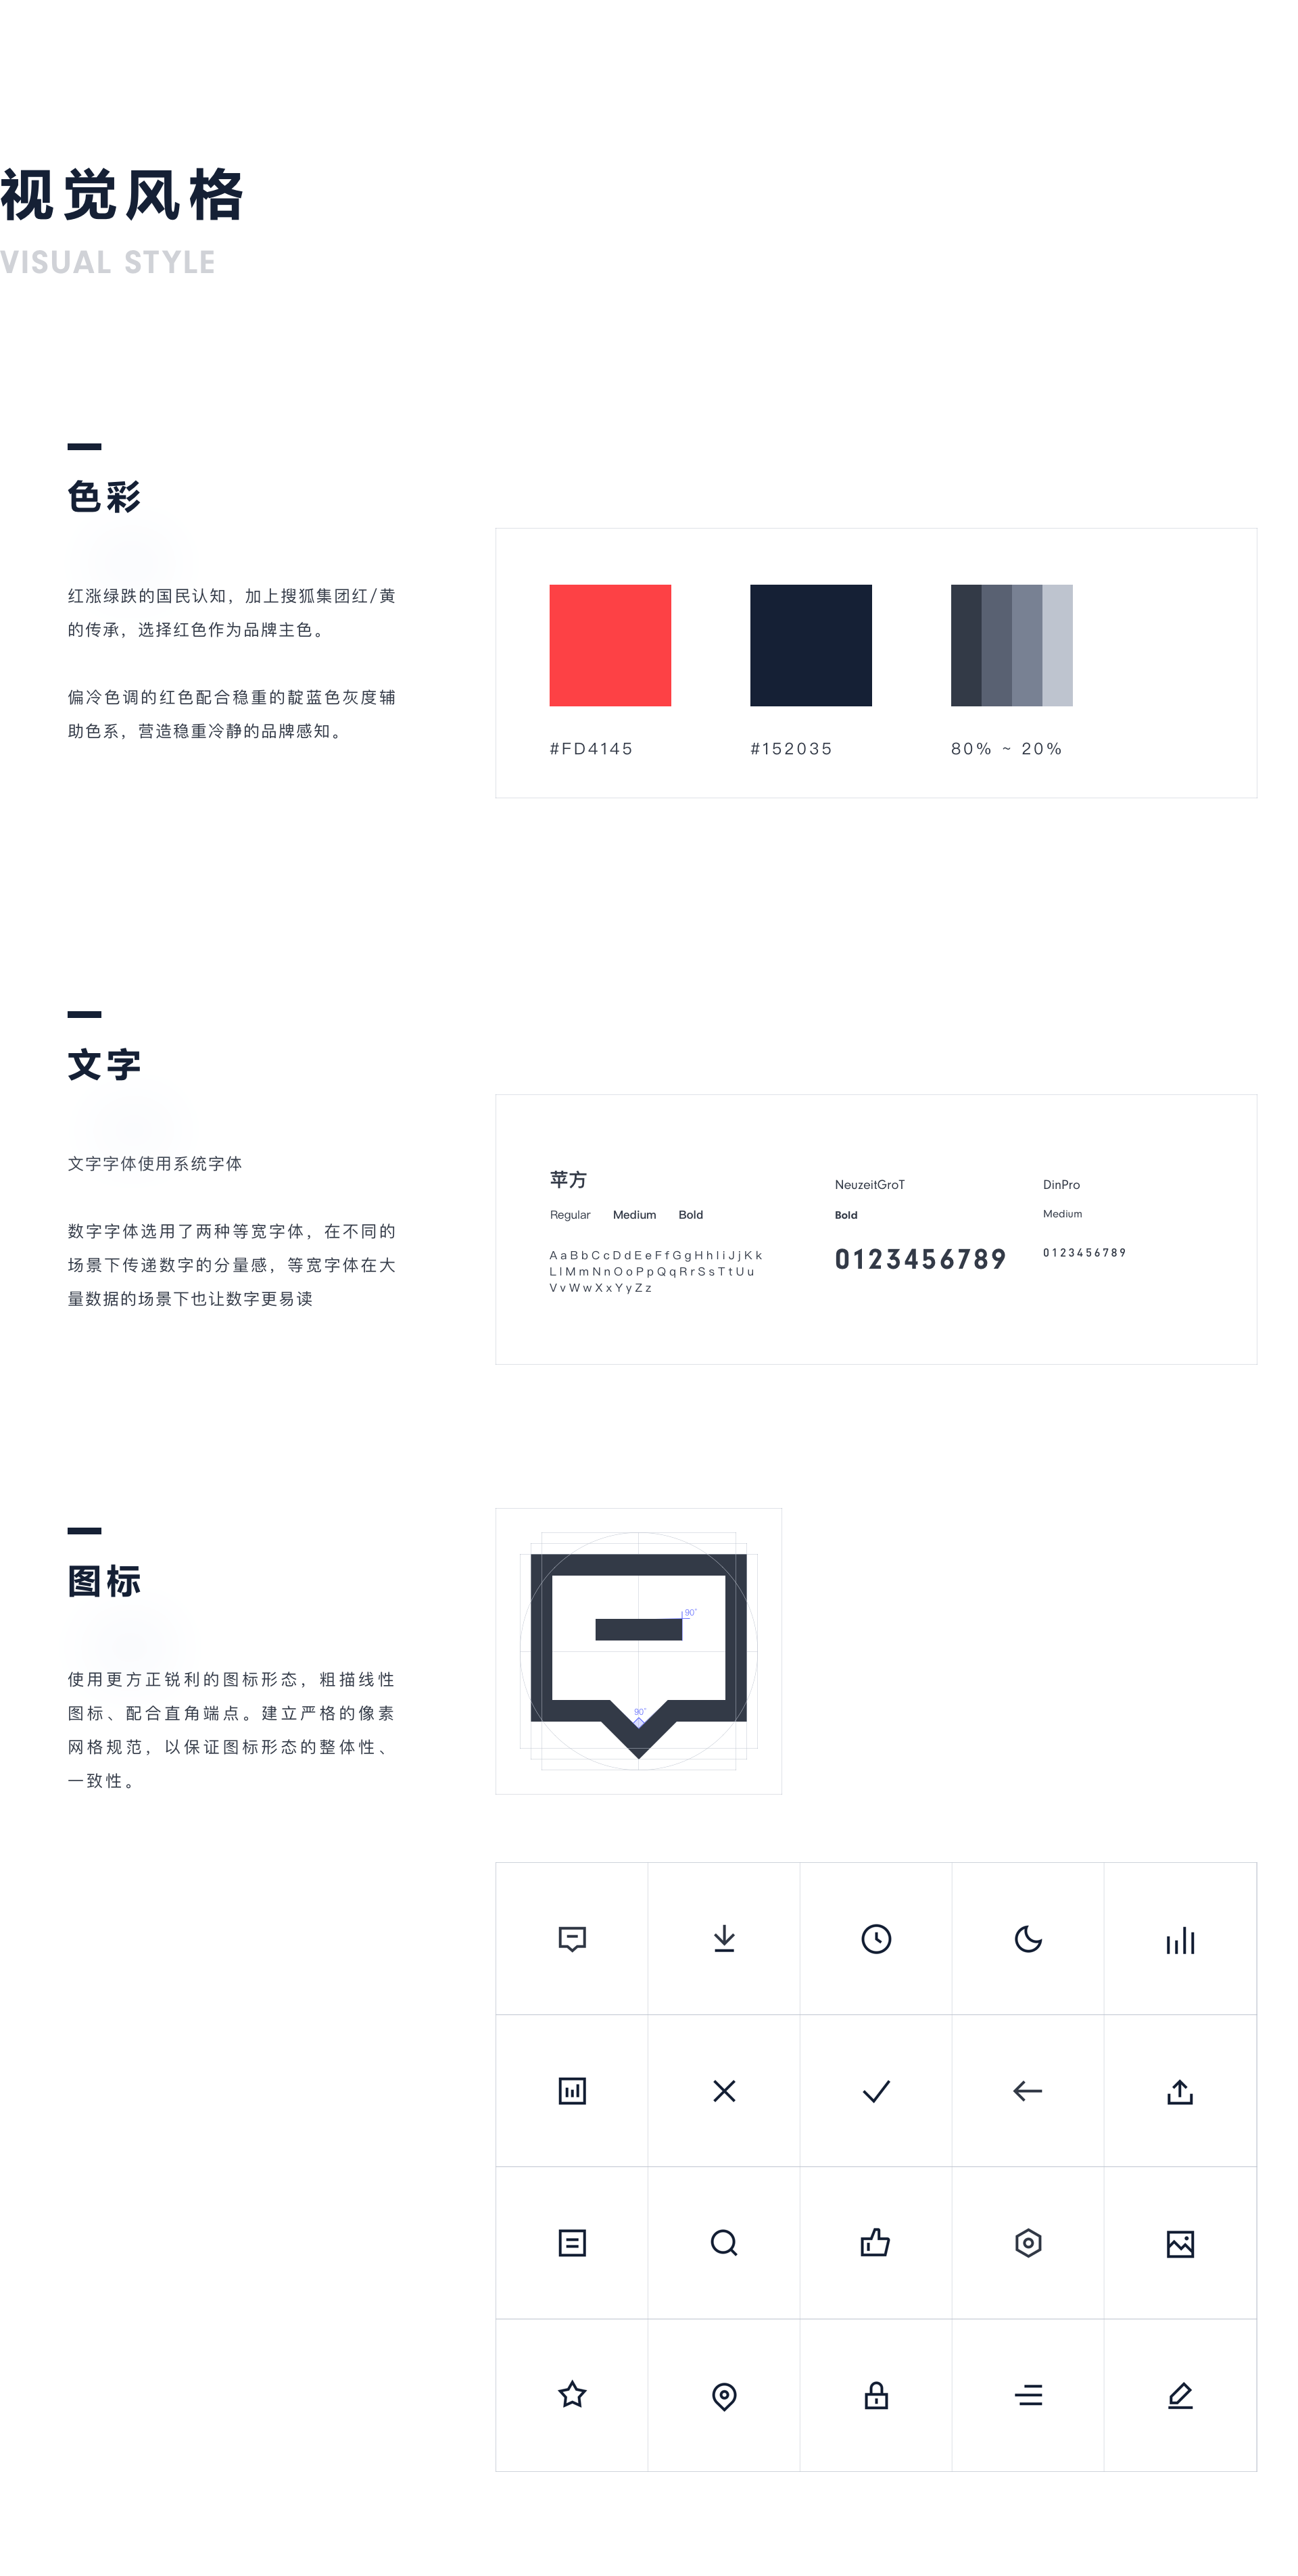 视觉风格
VISUAL STYLE
色彩
红涨绿跌的国民认知，加上搜狐集团红/黄
的传承，选择红色作为品牌主色。
偏冷色调的红色配合稳重的靛蓝色灰度辅
助色系，营造稳重冷静的品牌感知。
#FD4145
#152035
80% ~ 20%
文字
文字字体使用系统字体
数字字体选用了两种等宽字体，在不同的
场景下传递数字的分量感，等宽字体在大
量数据的场景下也让数字更易读
苹方
Regular Medium Bold
AaBbCcDdEeFfGgHhIiJjKk
LlMmNnOoPpQqRrSsTtUu
VvWwXxYyZz
NeuzeitGroT
Bold
0123456789
DinPro
Medium
0123456789
图标
使用更方正锐利的图标形态，粗描线性
图标、配合直角端点。建立严格的像素
网格规范，以保证图标形态的整体性、
一致性。
90°
90°